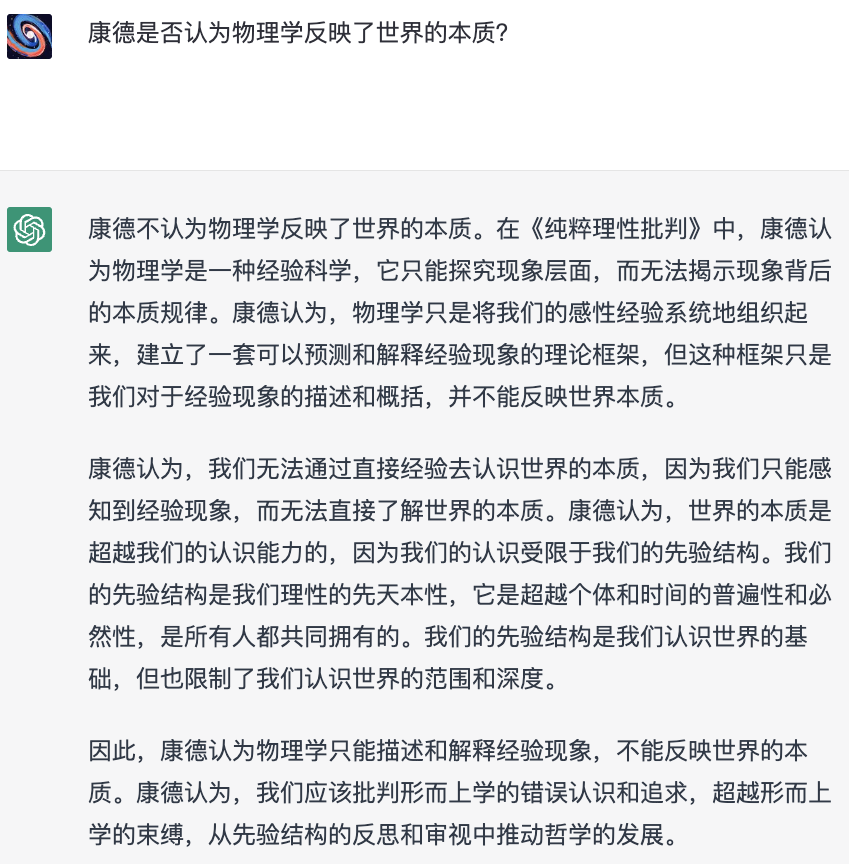 康德是否认为物理学反映了世界的本质?
康德不认为物理学反映了世界的本质。在《纯粹理性批判》中，康德认
为物理学是一种经验科学，它只能探究现象层面，而无法揭示现象背后
的本质规律。康德认为，物理学只是将我们的感性经验系统地组织起
来，建立了一套可以预测和解释经验现象的理论框架，但这种框架只是
我们对于经验现象的描述和概括，并不能反映世界本质。
康德认为，我们无法通过直接经验去认识世界的本质，因为我们只能感
知到经验现象，而无法直接了解世界的本质。康德认为，世界的本质是
超越我们的认识能力的，因为我们的认识受限于我们的先验结构。我们
的先验结构是我们理性的先天本性，它是超越个体和时间的普遍性和必
然性，是所有人都共同拥有的。我们的先验结构是我们认识世界的基
础，但也限制了我们认识世界的范围和深度。
因此，康德认为物理学只能描述和解释经验现象，不能反映世界的本
质。康德认为，我们应该批判形而上学的错误认识和追求，超越形而上
学的束缚，从先验结构的反思和审视中推动哲学的发展。